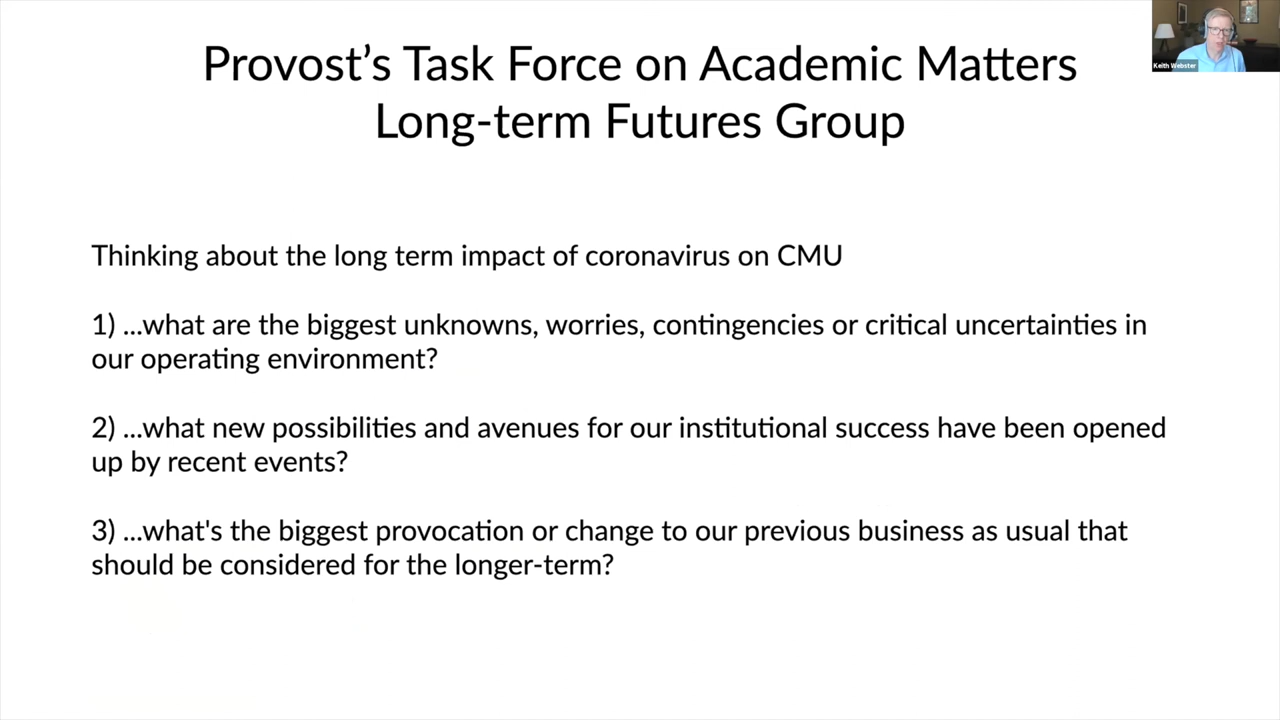 Provost’s Task Force on Academic Matters
Long-term Futures Group
Keith Webster
Thinking about the long term impact of coronavirus on CMU
1) ...what are the biggest unknowns, worries, contingencies or critical uncertainties in
our operating environment?
2) ...what new possibilities and avenues for our institutional success have been opened
up by recent events?
3) ...what's the biggest provocation or change to our previous business as usual that
should be considered for the longer-term?